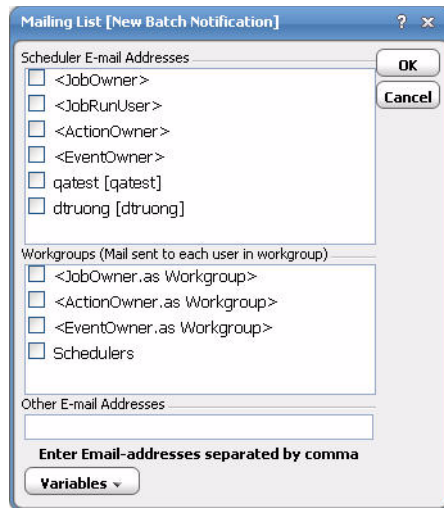 Mailing List [New Batch Notification] ? ×
Scheduler E-mail Addresses
OK
Cancel
<JobOwner>
<JobRunUser>
<ActionOwner>
<EventOwner>
qatest [qatest]
dtruong [dtruong]
Workgroups (Mail sent to each user in workgroup)
<JobOwner.as Workgroup>
<ActionOwner.as Workgroup>
<EventOwner.as Workgroup>
Schedulers
Other E-mail Addresses
Enter Email-addresses separated by comma
Variables